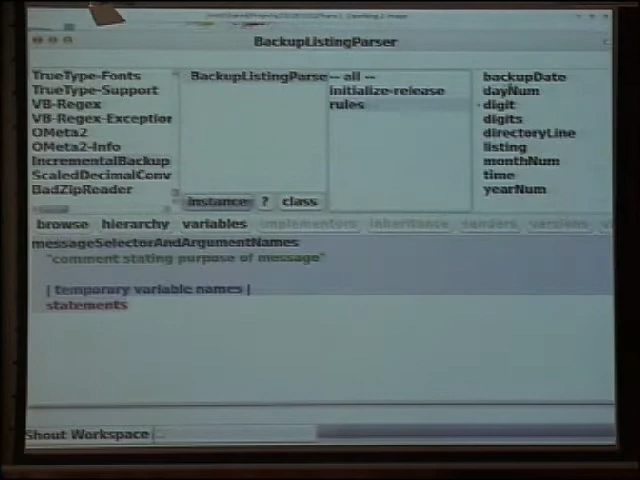 BackupListingParser
TrueType-Fonts
TrueType-Support
VB-Regex
VB-Regex-Exception
OMeta2
OMeta2-Info
IncrementalBackup
ScaledDecimalConv
BadZipReader
BackupListingParse
-- all --
initialize-release
rules
backupDate
dayNum
digit
digits
directoryLine
listing
monthNum
time
yearNum
instance ? class
browse hierarchy variables implementors inheritance senders versions
messageSelectorAndArgumentNames
"comment stating purpose of message"
| temporary variable names |
statements
Shout Workspace